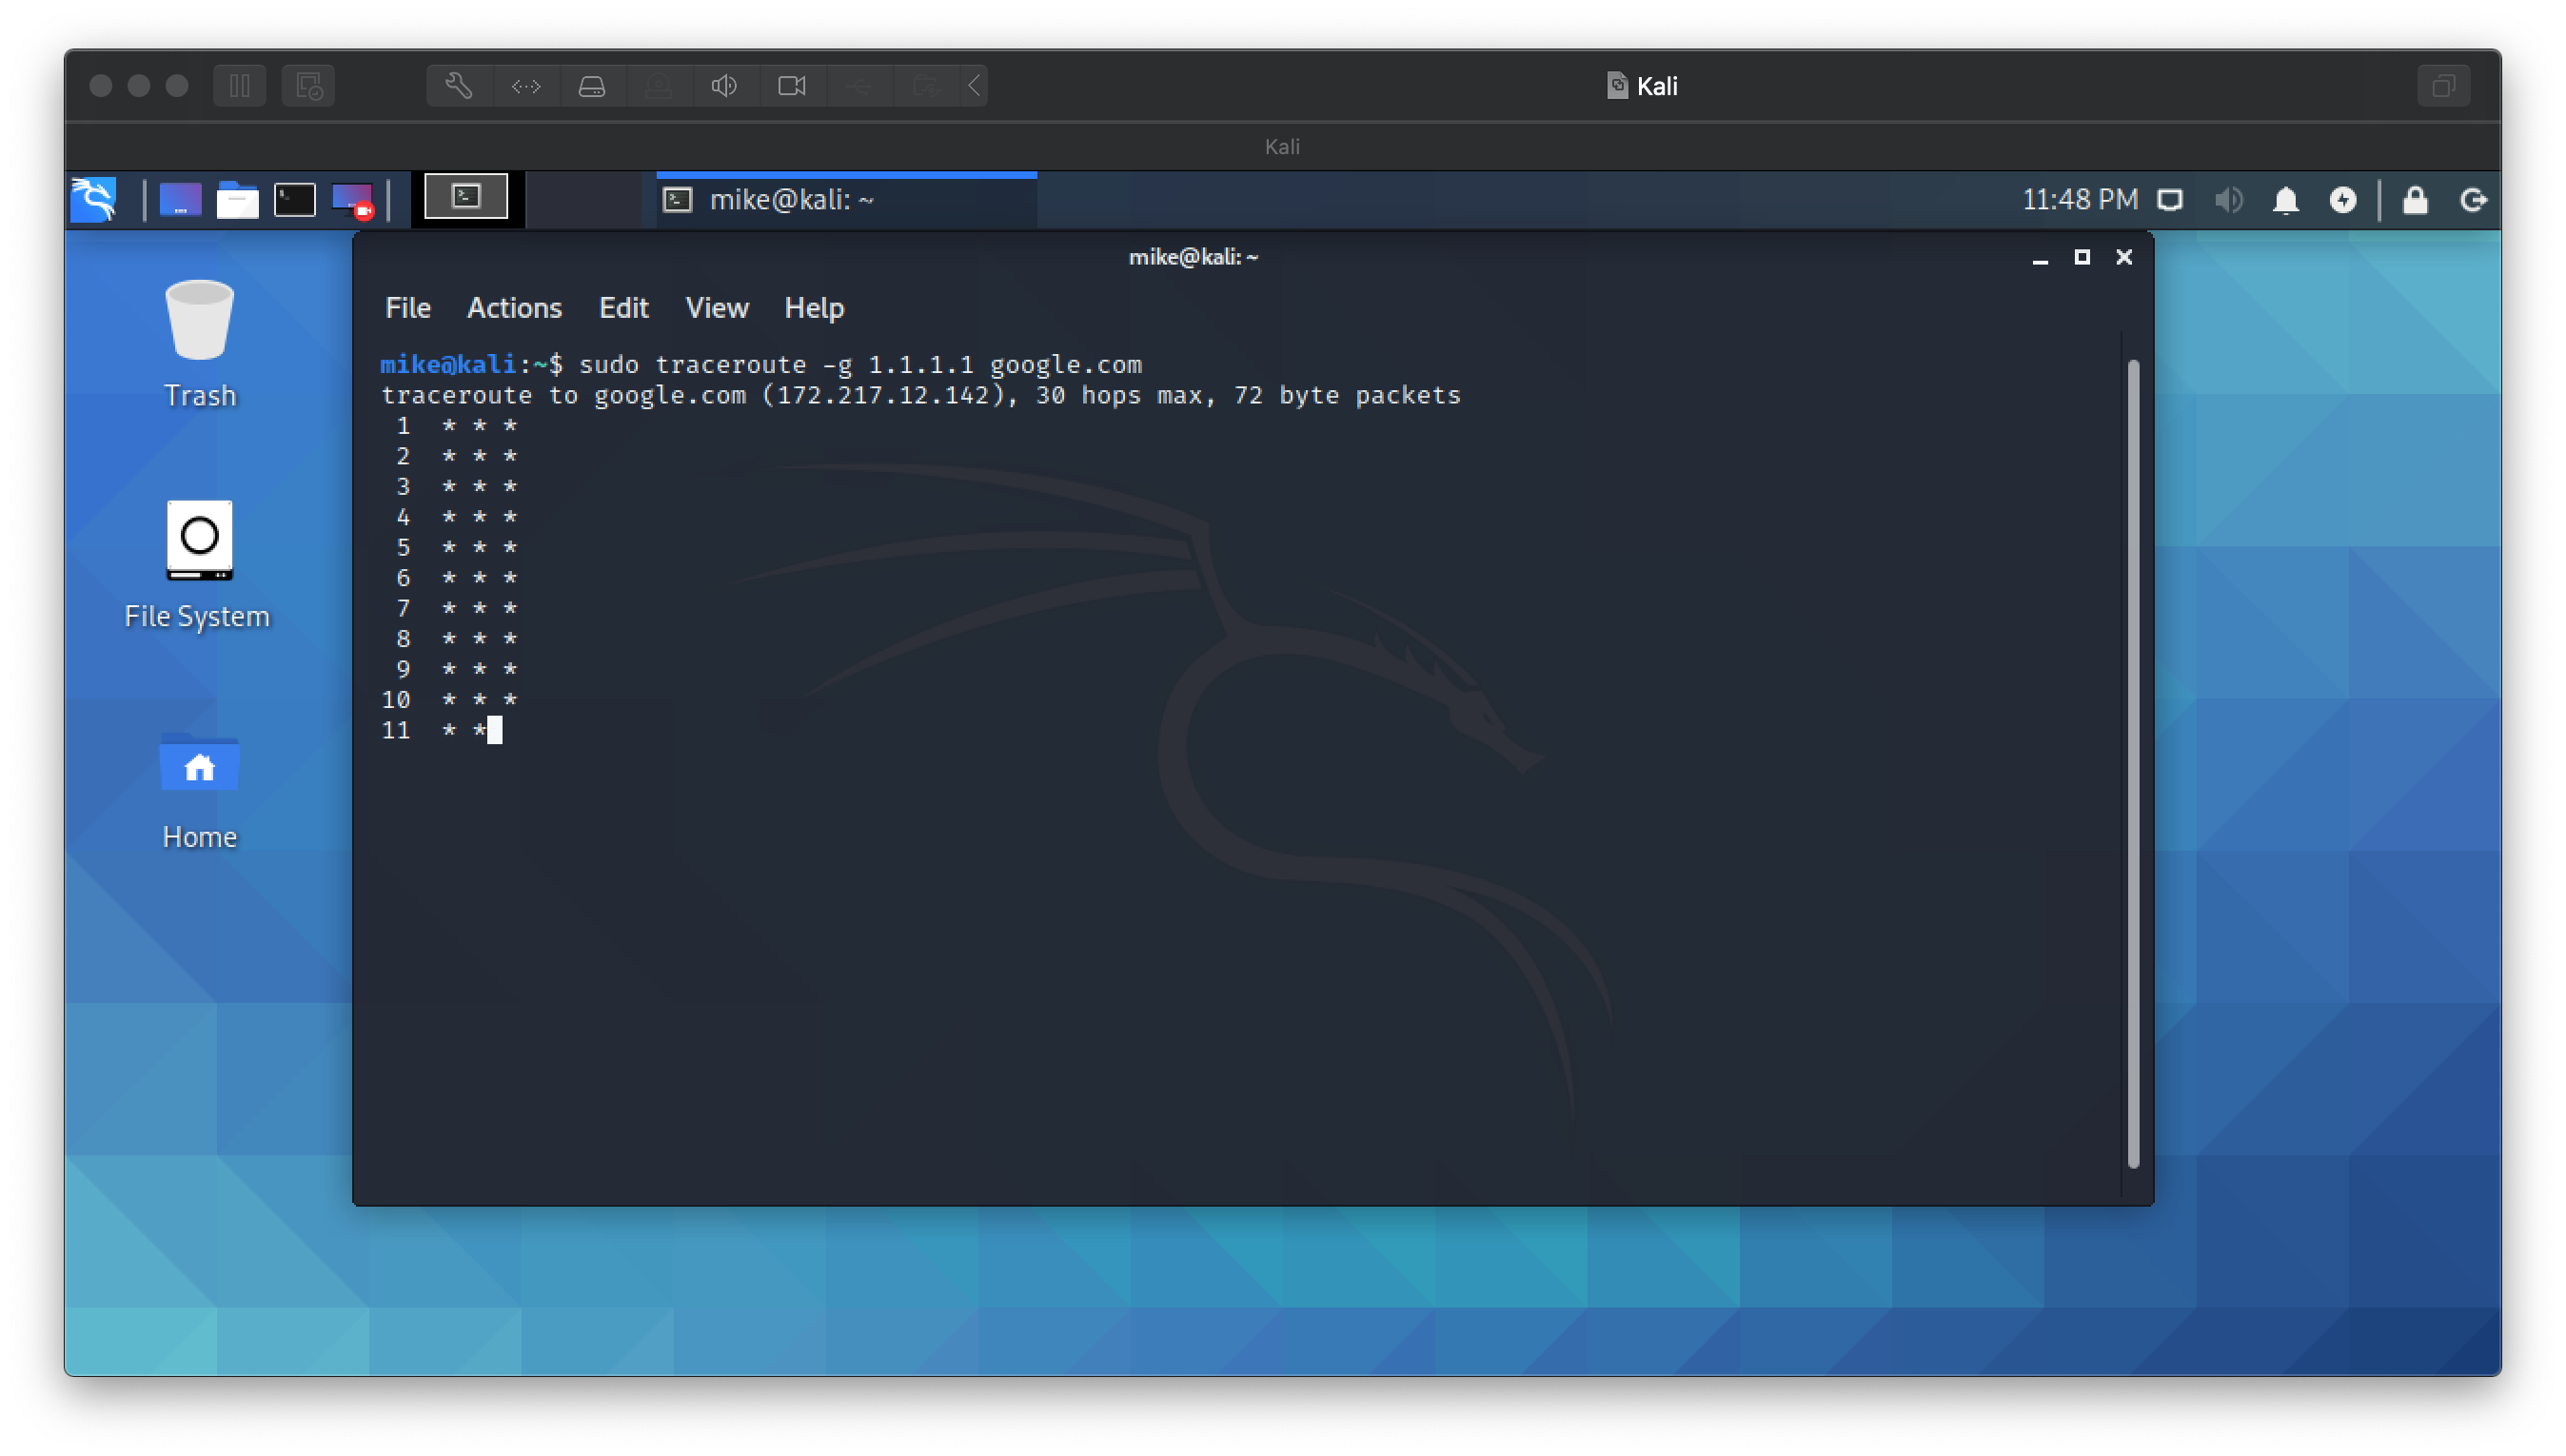 Kali
Kali
mike@kali: ~
11:48 PM
mike@kali: ~
File Actions Edit View Help
mike@kali:~$ sudo traceroute -g 1.1.1.1 google.com
traceroute to google.com (172.217.12.142), 30 hops max, 72 byte packets
1 * * *
2 * * *
3 * * *
4 * * *
5 * * *
6 * * *
7 * * *
8 * * *
9 * * *
10 * * *
11 * *
Trash
File System
Home